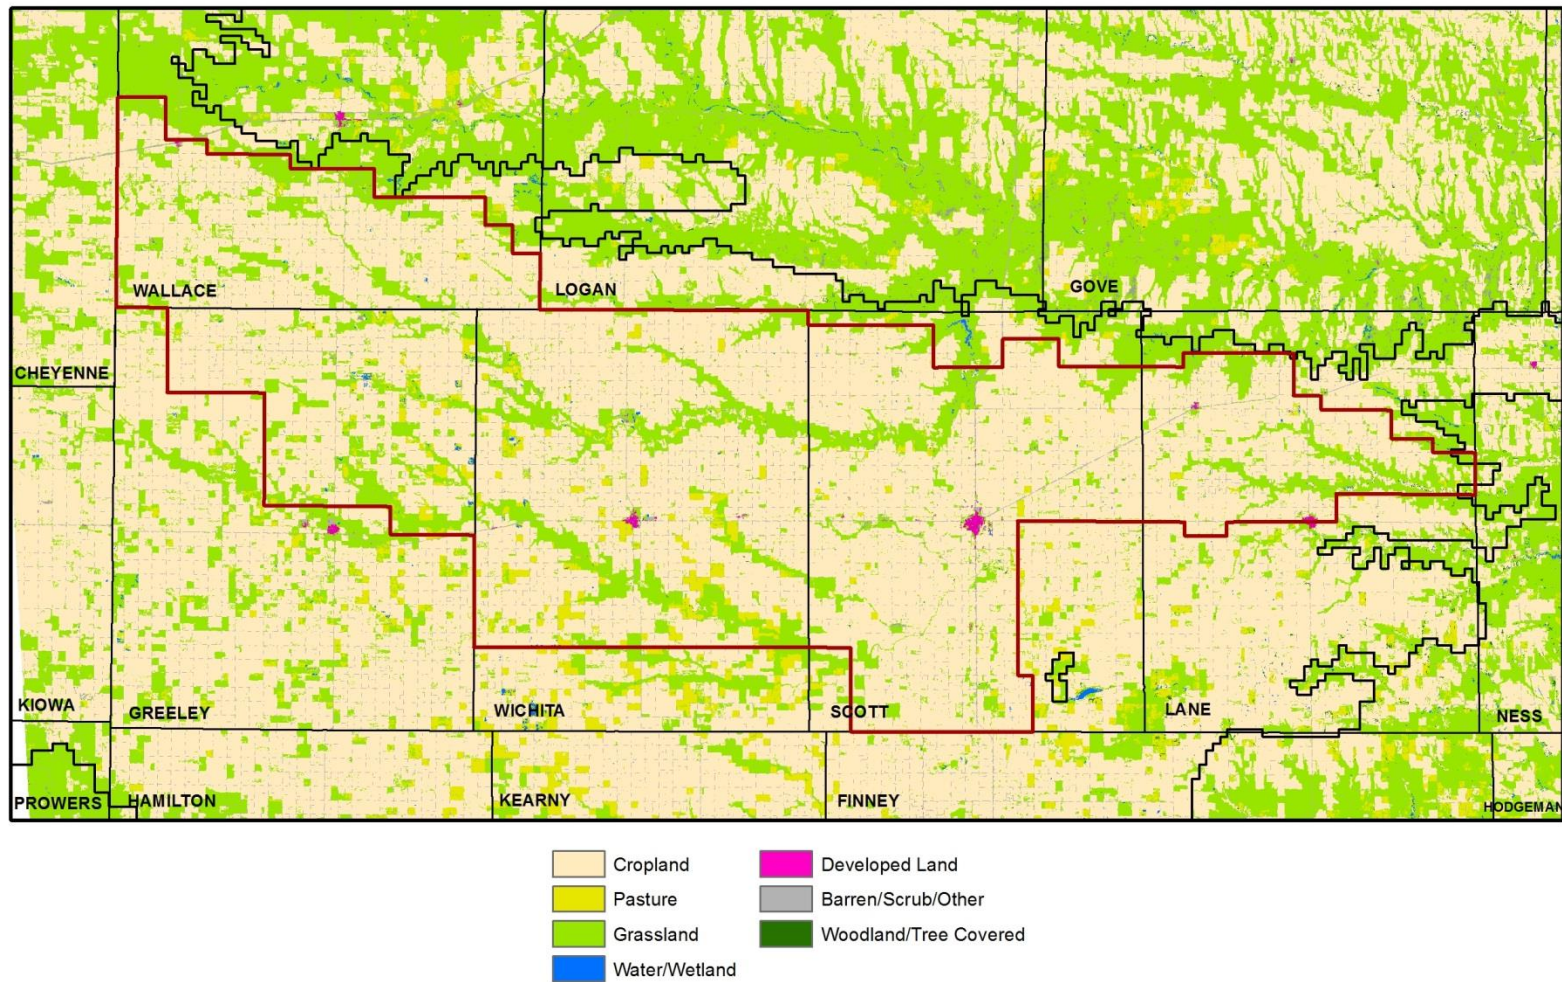 WALLACE
LOGAN
GOVE
CHEYENNE
KIOWA
GREELEY
WICHITA
SCOTT
LANE
NESS
PROWERS
HAMILTON
KEARNY
FINNEY
HODGEMAN
Cropland
Developed Land
Pasture
Barren/Scrub/Other
Grassland
Woodland/Tree Covered
Water/Wetland